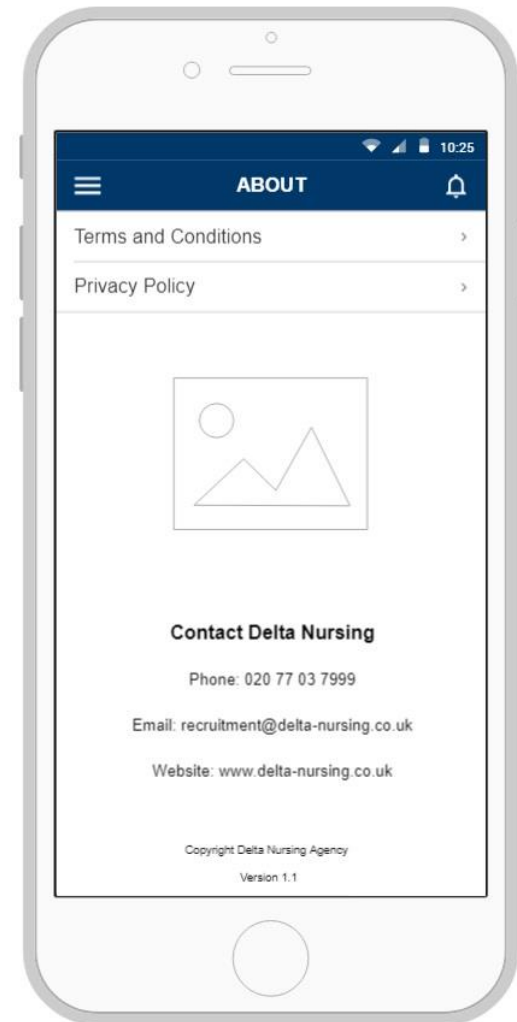 10:25
ABOUT
Terms and Conditions
Privacy Policy
Contact Delta Nursing
Phone: 020 77 03 7999
Email: recruitment@delta-nursing.co.uk
Website: www.delta-nursing.co.uk
Copyright Delta Nursing Agency
Version 1.1